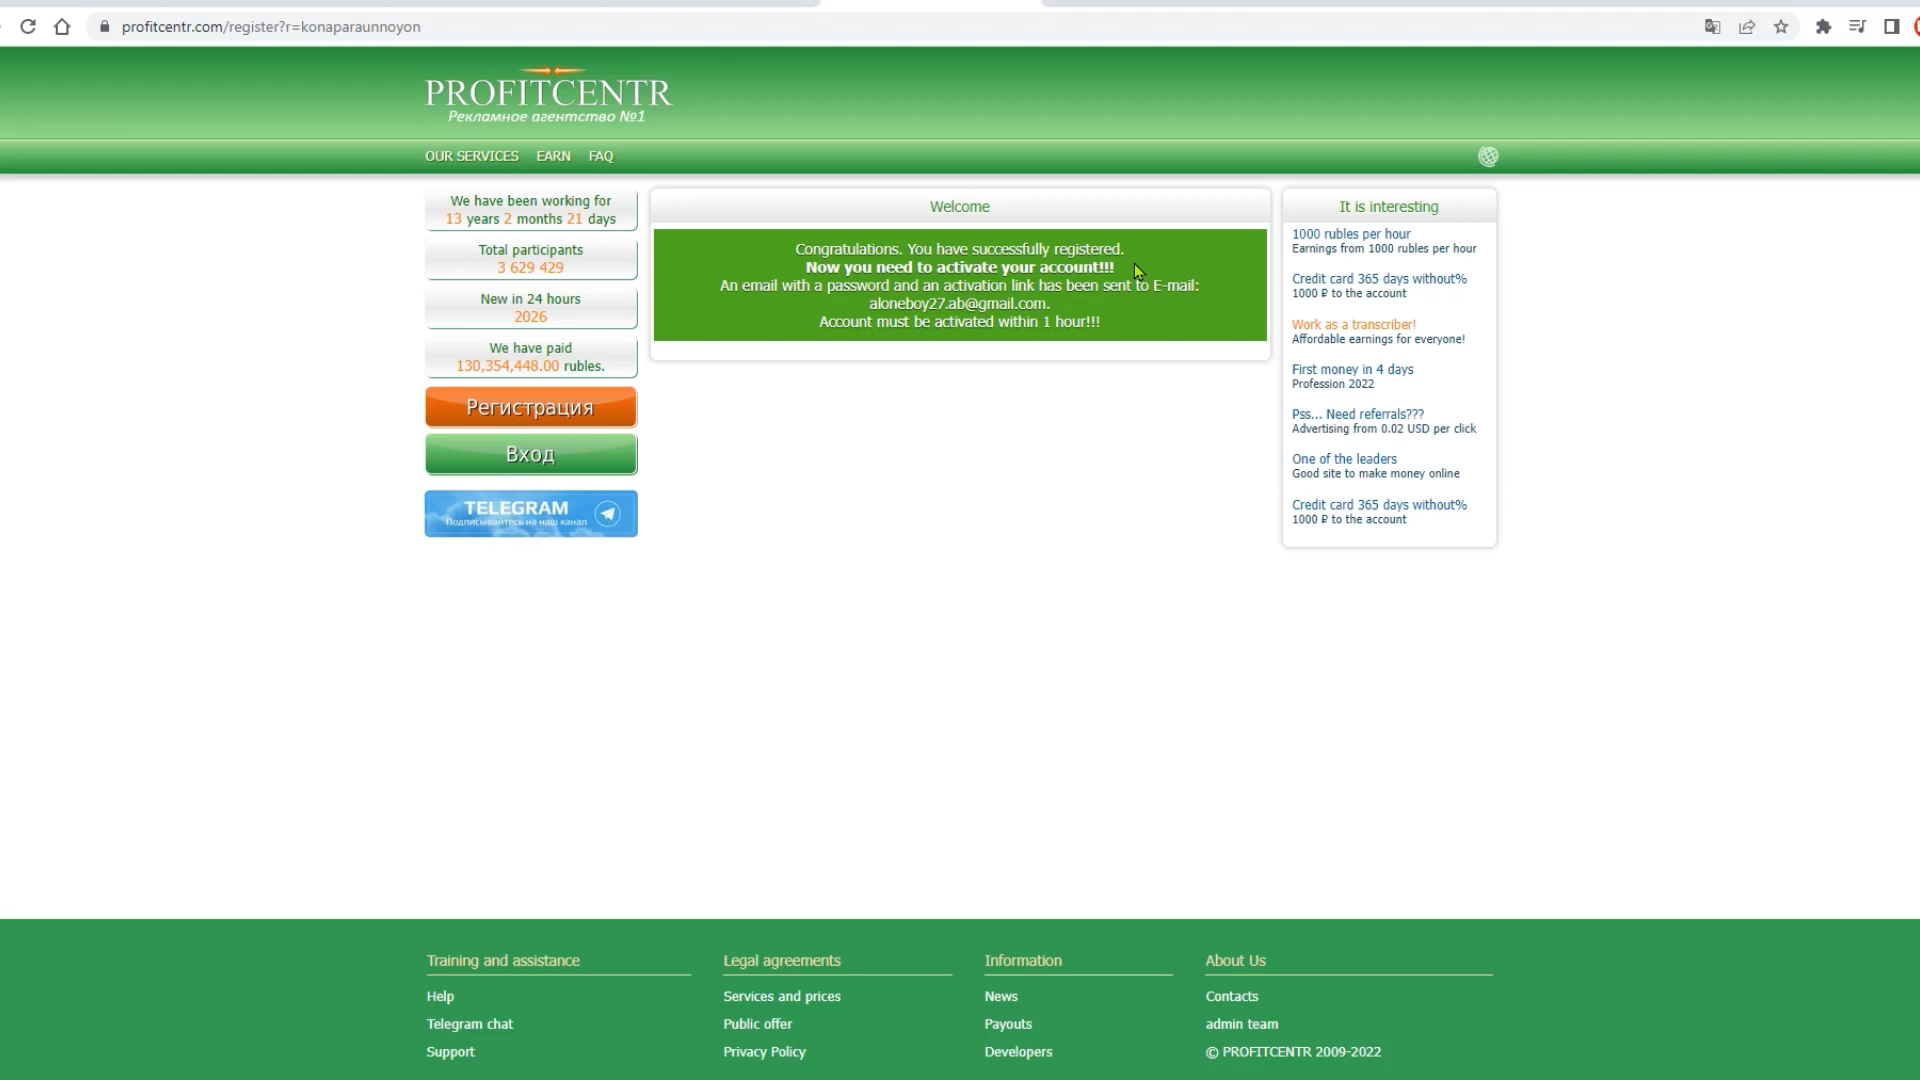 profitcentr.com/register?r=konaparaunnoyon
PROFITCENTR
Рекламное агентство №1
OUR SERVICES EARN FAQ
We have been working for
13 years 2 months 21 days
Total participants
3 629 429
New in 24 hours
2026
We have paid
130,354,448.00 rubles.
Регистрация
Вход
TELEGRAM
Подписывайтесь на наш канал
Welcome
Congratulations. You have successfully registered.
Now you need to activate your account!!!
An email with a password and an activation link has been sent to E-mail:
aloneboy27.ab@gmail.com.
Account must be activated within 1 hour!!!
It is interesting
1000 rubles per hour
Earnings from 1000 rubles per hour
Credit card 365 days without%
1000 ₽ to the account
Work as a transcriber!
Affordable earnings for everyone!
First money in 4 days
Profession 2022
Pss... Need referrals???
Advertising from 0.02 USD per click
One of the leaders
Good site to make money online
Credit card 365 days without%
1000 ₽ to the account
Training and assistance
Help
Telegram chat
Support
Legal agreements
Services and prices
Public offer
Privacy Policy
Information
News
Payouts
Developers
About Us
Contacts
admin team
© PROFITCENTR 2009-2022